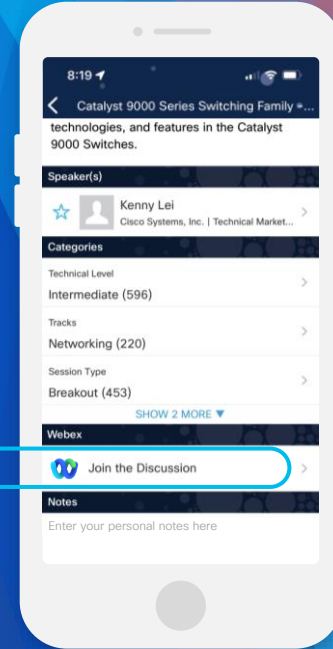 8:19
Catalyst 9000 Series Switching Family -...
technologies, and features in the Catalyst
9000 Switches.
Speaker(s)
Kenny Lei
Cisco Systems, Inc. | Technical Market...
Categories
Technical Level
Intermediate (596)
Tracks
Networking (220)
Session Type
Breakout (453)
SHOW 2 MORE ▼
Webex
Join the Discussion
Notes
Enter your personal notes here